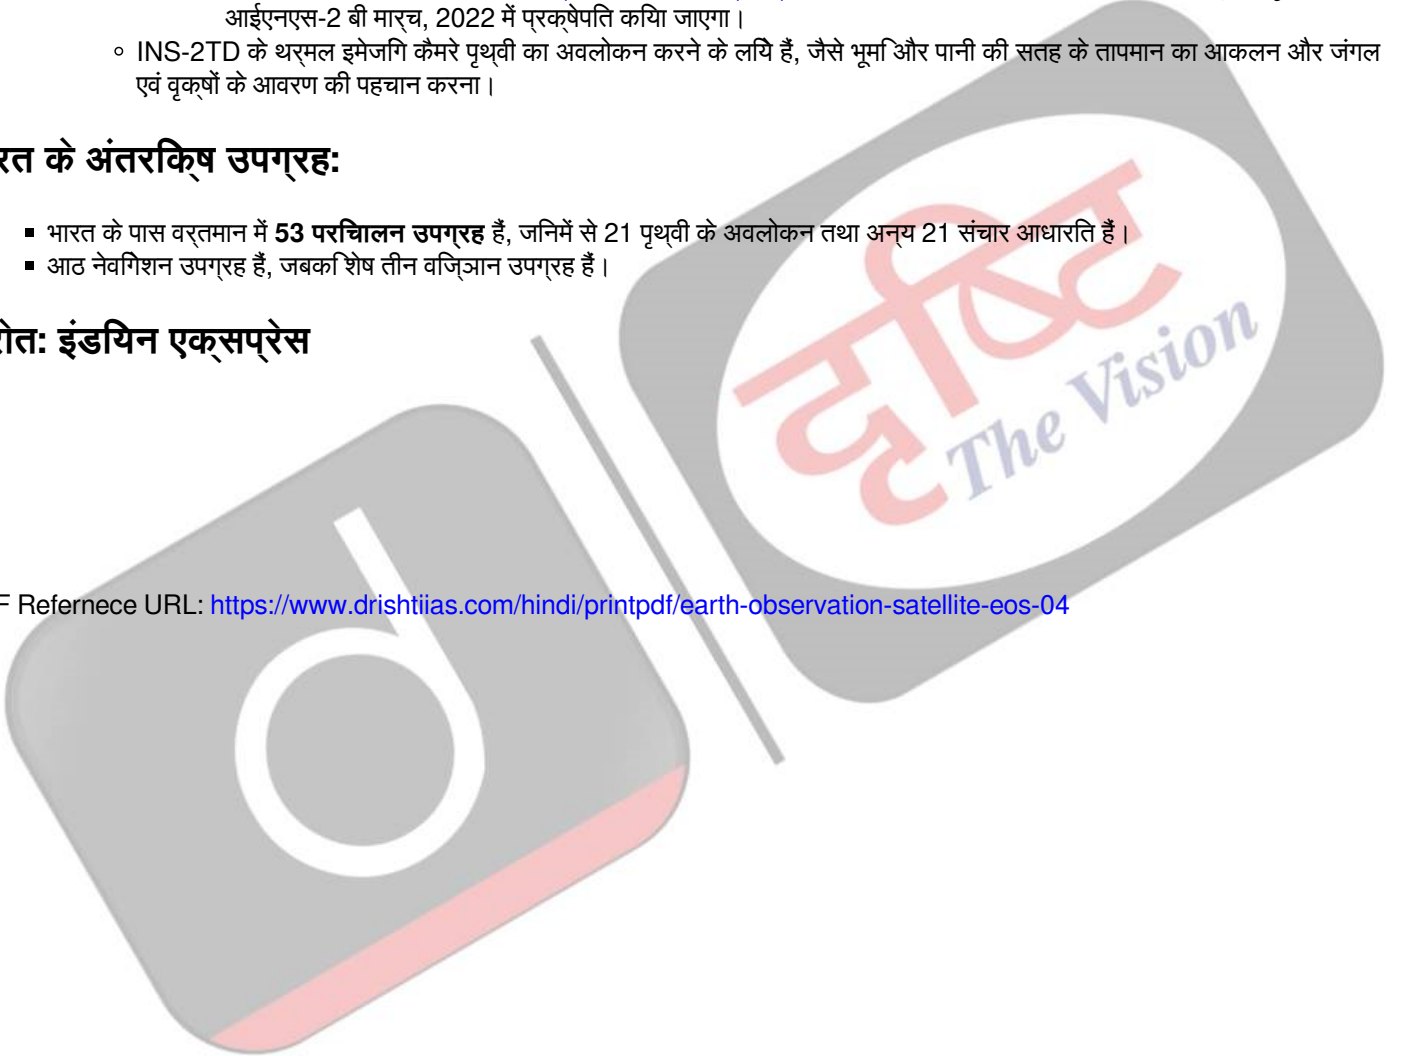 आईएनएस-2 बी मार्च, 2022 में प्रक्षेपित किया जाएगा।
INS-2TD के थर्मल इमेजिंग कैमरे पृथ्वी का अवलोकन करने के लिये हैं, जैसे भूमि और पानी की सतह के तापमान का आकलन और जंगल
एवं वृक्षों के आवरण की पहचान करना।
रत के अंतरिक्ष उपग्रह:
भारत के पास वर्तमान में 53 परिचालन उपग्रह हैं, जिनमें से 21 पृथ्वी के अवलोकन तथा अन्य 21 संचार आधारित हैं।
आठ नेविगेशन उपग्रह हैं, जबकि शेष तीन विज्ञान उपग्रह हैं।
रोत: इंडियन एक्सप्रेस
दृष्टि
The Vision
d
F Refernece URL: https://www.drishtiias.com/hindi/printpdf/earth-observation-satellite-eos-04